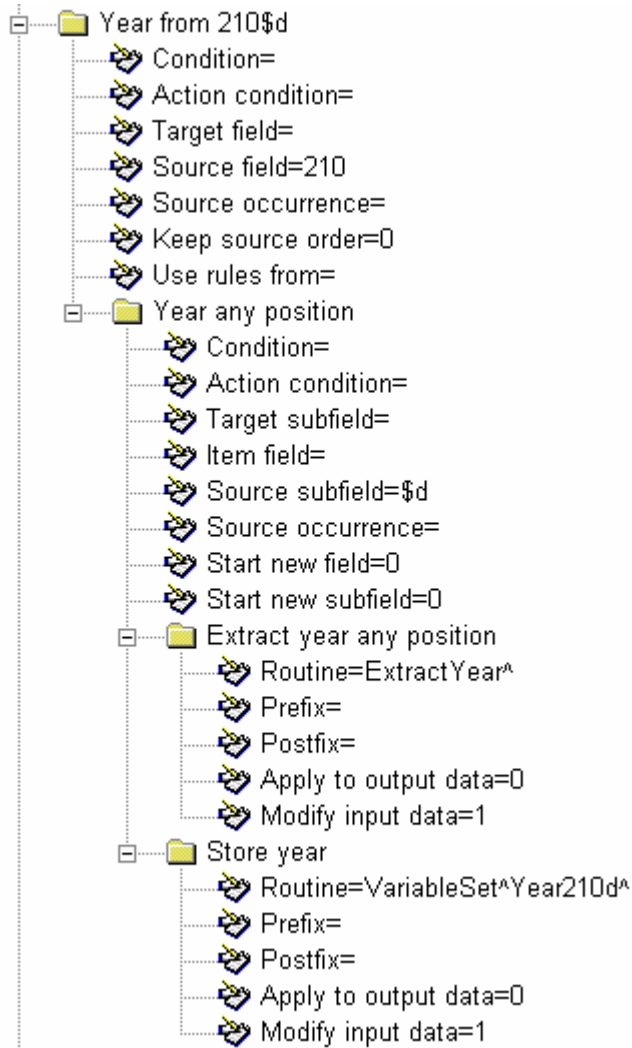 Year from 210$d
Condition=
Action condition=
Target field=
Source field=210
Source occurrence=
Keep source order=0
Use rules from=
Year any position
Condition=
Action condition=
Target subfield=
Item field=
Source subfield=$d
Source occurrence=
Start new field=0
Start new subfield=0
Extract year any position
Routine=ExtractYear^
Prefix=
Postfix=
Apply to output data=0
Modify input data=1
Store year
Routine=VariableSet^Year210d^
Prefix=
Postfix=
Apply to output data=0
Modify input data=1